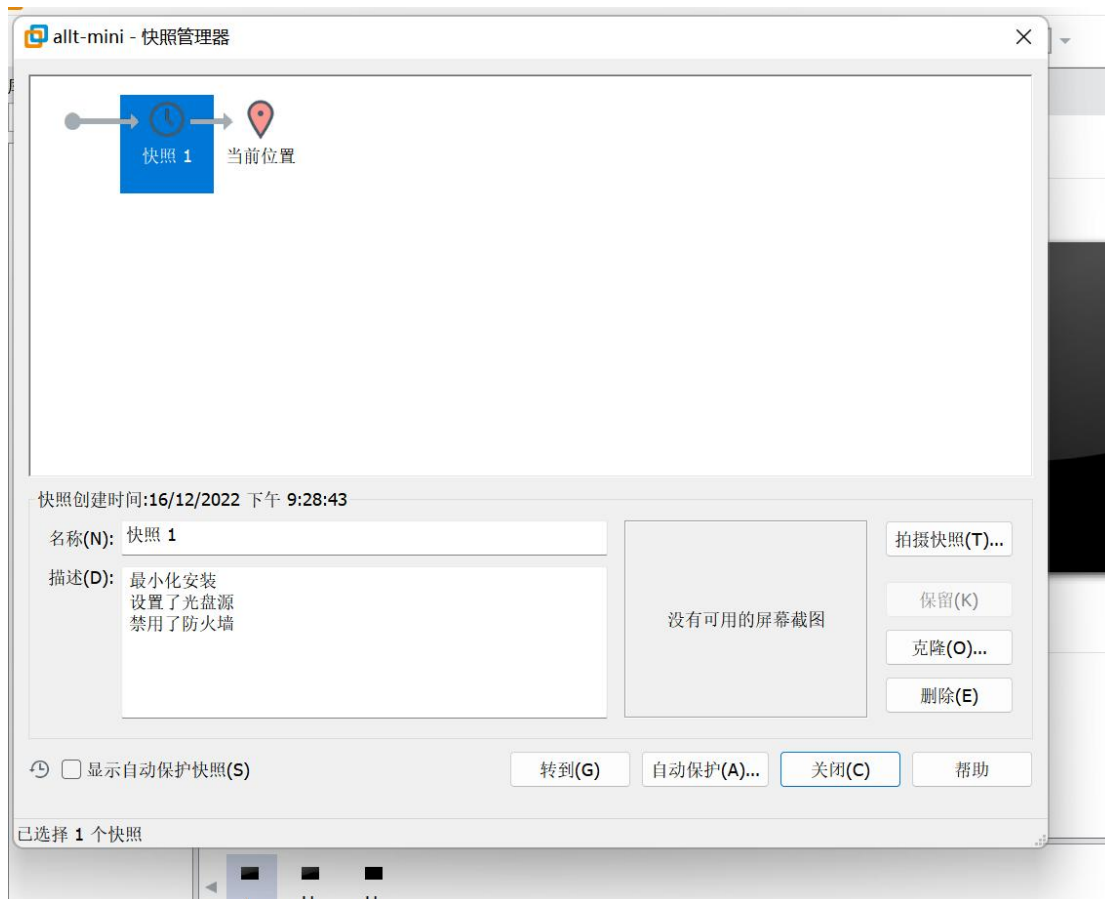 allt-mini - 快照管理器
快照 1
当前位置
快照创建时间:16/12/2022 下午 9:28:43
名称(N):
快照 1
拍摄快照(T)...
描述(D):
最小化安装
设置了光盘源
禁用了防火墙
没有可用的屏幕截图
保留(K)
克隆(O)...
删除(E)
显示自动保护快照(S)
转到(G)
自动保护(A)...
关闭(C)
帮助
已选择 1 个快照